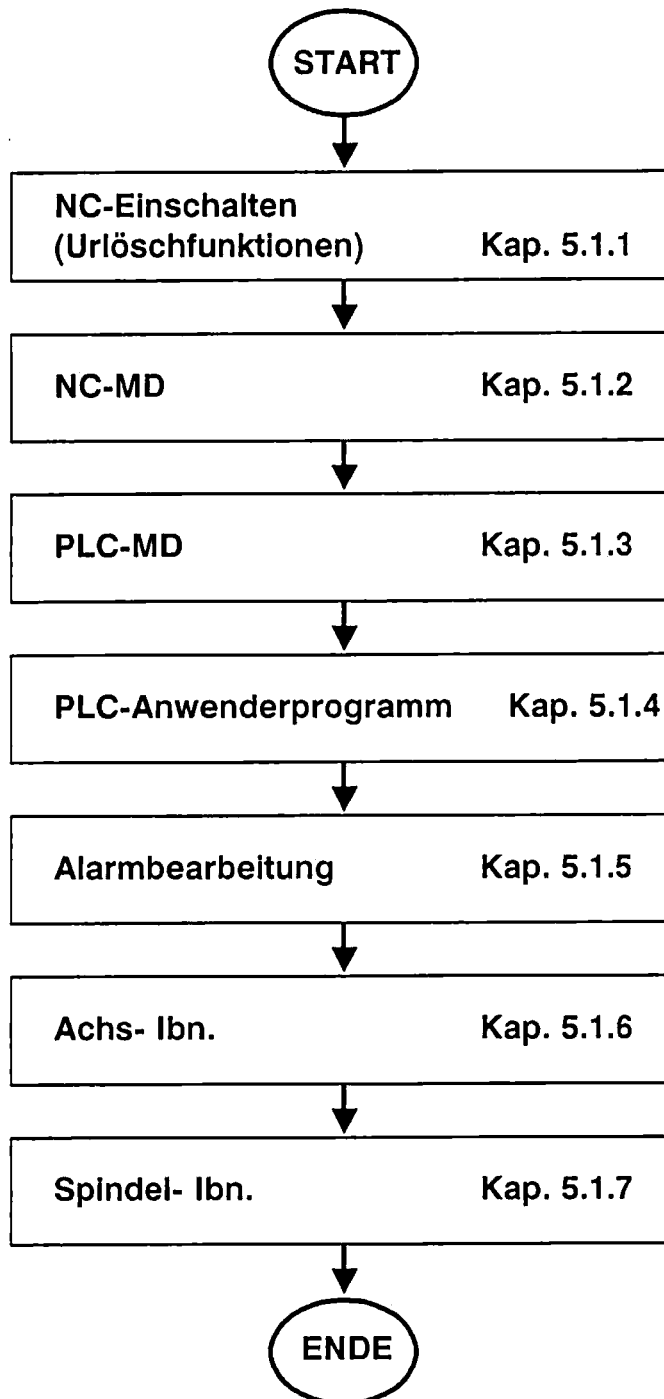 START
NC-Einschalten
(Urlöschfunktionen) Kap. 5.1.1
NC-MD Kap. 5.1.2
PLC-MD Kap. 5.1.3
PLC-Anwenderprogramm Kap. 5.1.4
Alarmbearbeitung Kap. 5.1.5
Achs- Ibn. Kap. 5.1.6
Spindel- Ibn. Kap. 5.1.7
ENDE